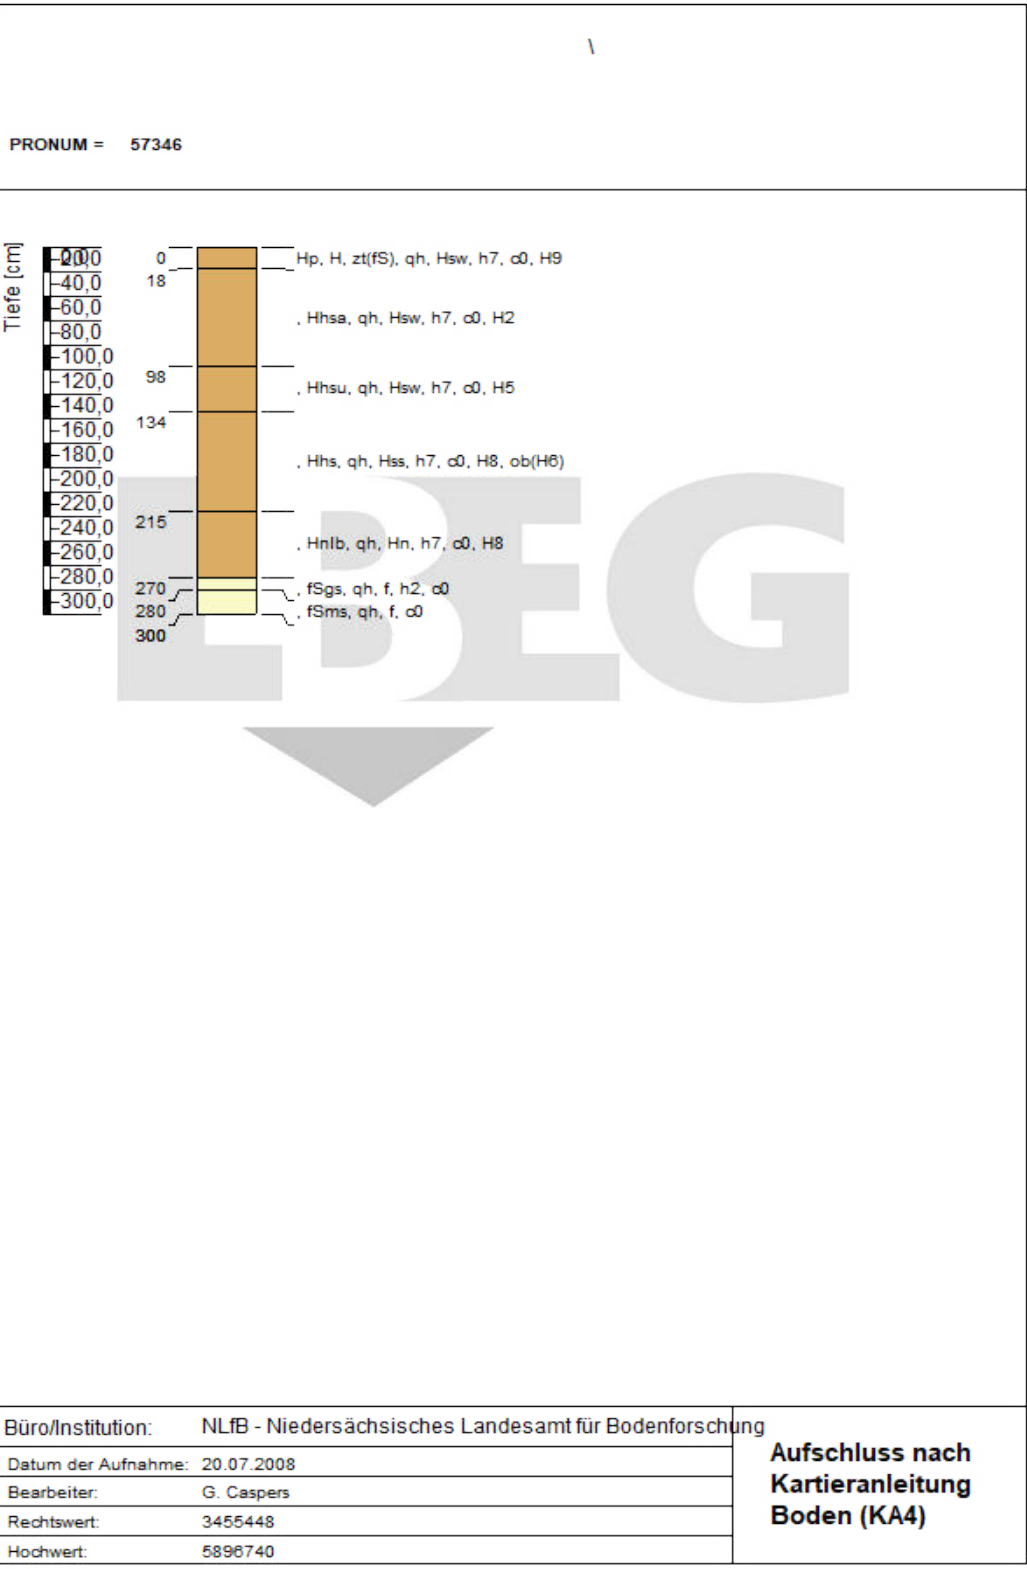 \
PRONUM = 57346
Tiefe [cm]
0,0
-20,0
-40,0
-60,0
-80,0
-100,0
-120,0
-140,0
-160,0
-180,0
-200,0
-220,0
-240,0
-260,0
-280,0
-300,0
0
18
98
134
215
270
280
300
Hp, H, zt(fS), qh, Hsw, h7, c0, H9
, Hhsa, qh, Hsw, h7, c0, H2
, Hhsu, qh, Hsw, h7, c0, H5
, Hhs, qh, Hss, h7, c0, H8, ob(H6)
, Hnlb, qh, Hn, h7, c0, H8
, fSgs, qh, f, h2, c0
, fSms, qh, f, c0
LBEG
Büro/Institution: NLfB - Niedersächsisches Landesamt für Bodenforschung
Datum der Aufnahme: 20.07.2008
Bearbeiter: G. Caspers
Rechtswert: 3455448
Hochwert: 5896740
Aufschluss nach
Kartieranleitung
Boden (KA4)